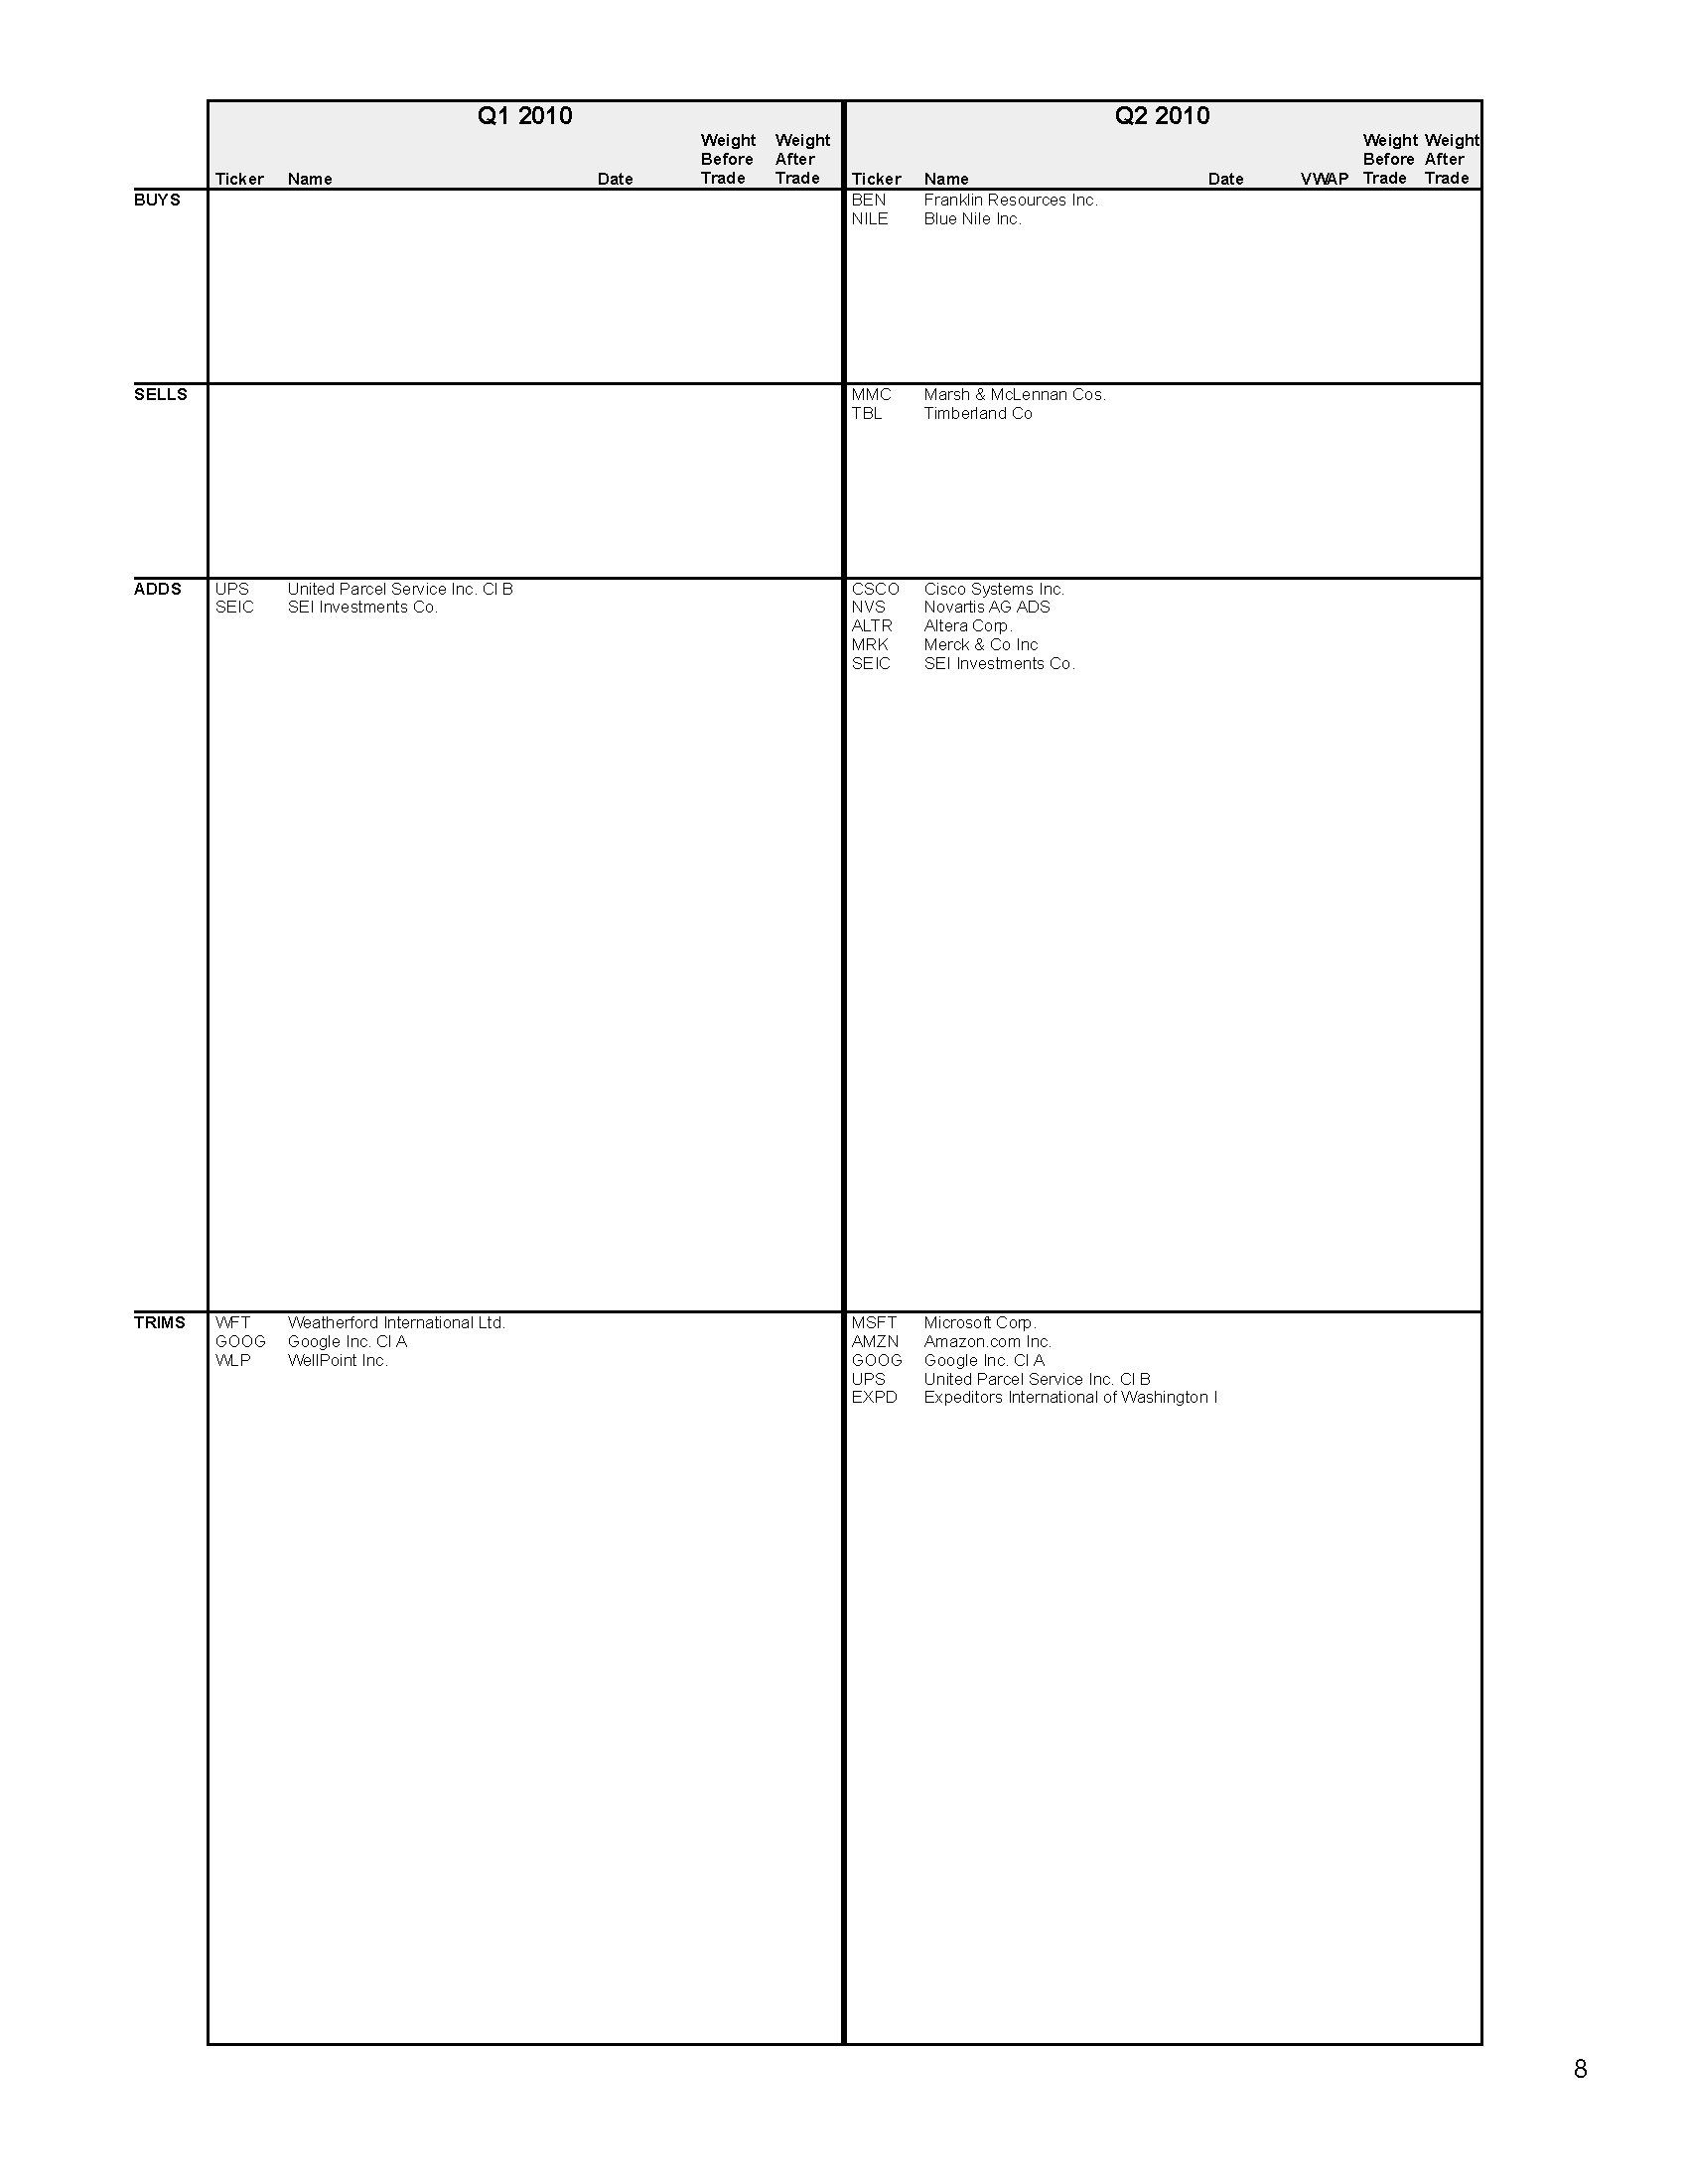 Q1 2010 Q2 2010
Weight Weight Weight Weight
Before After Before After
Ticker Name Date Trade Trade Ticker Name Date VWAP Trade Trade
BUYS BEN Franklin Resources Inc.
NILE Blue Nile Inc.
SELLS MMC Marsh & McLennan Cos.
TBL Timberland Co
ADDS UPS United Parcel Service Inc. Cl B CSCO Cisco Systems Inc.
SEIC SEI Investments Co. NVS Novartis AG ADS
ALTR Altera Corp.
MRK Merck & Co Inc
SEIC SEI Investments Co.
TRIMS WFT Weatherford International Ltd. MSFT Microsoft Corp.
GOOG Google Inc. Cl A AMZN Amazon.com Inc.
WLP WellPoint Inc. GOOG Google Inc. Cl A
UPS United Parcel Service Inc. Cl B
EXPD Expeditors International of Washington I
8